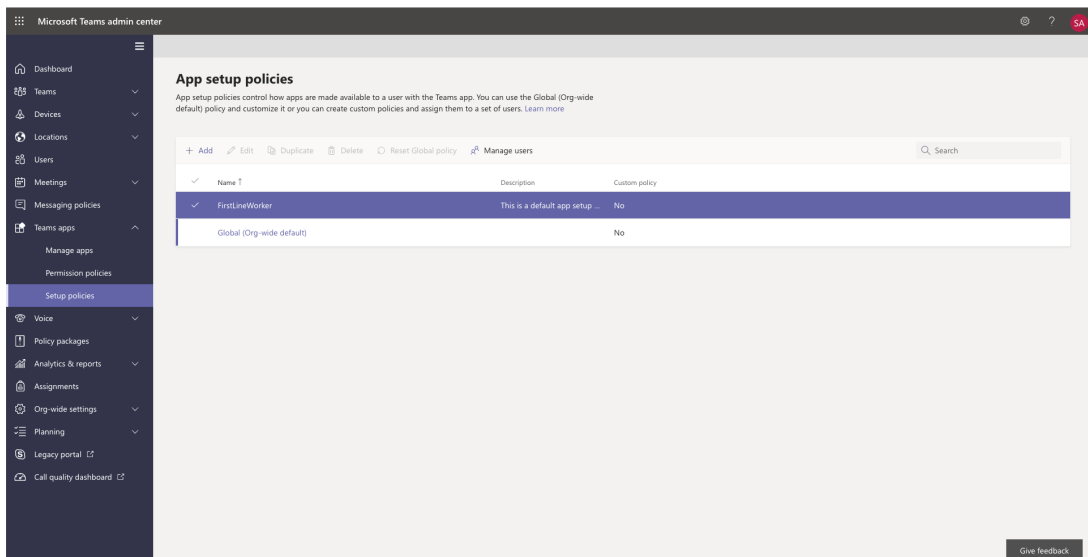 Microsoft Teams admin center
?
SA
Dashboard
Teams
Devices
Locations
Users
Meetings
Messaging policies
Teams apps
Manage apps
Permission policies
Setup policies
Voice
Policy packages
Analytics & reports
Assignments
Org-wide settings
Planning
Legacy portal
Call quality dashboard
App setup policies
App setup policies control how apps are made available to a user with the Teams app. You can use the Global (Org-wide
default) policy and customize it or you can create custom policies and assign them to a set of users. Learn more
+ Add Edit Duplicate Delete Reset Global policy Manage users Search
Name ↑ Description Custom policy
FirstLineWorker This is a default app setup ... No
Global (Org-wide default) No
Give feedback